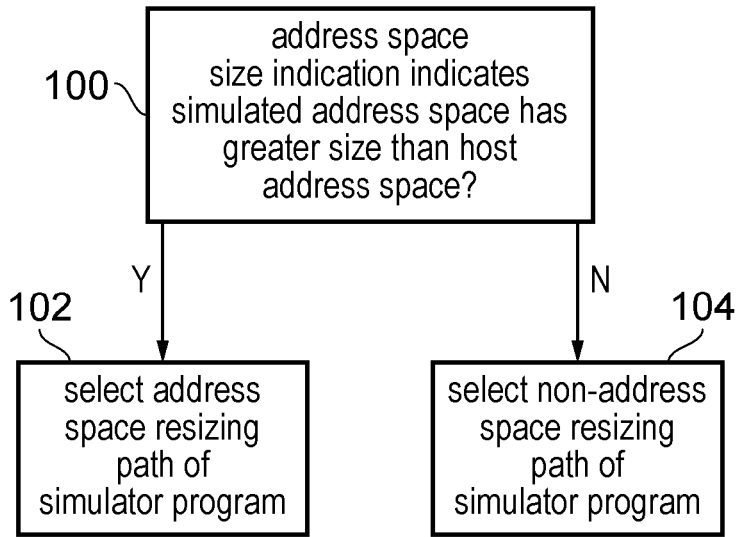 100
address space
size indication indicates
simulated address space has
greater size than host
address space?
Y
N
102
104
select address
space resizing
path of
simulator program
select non-address
space resizing
path of
simulator program